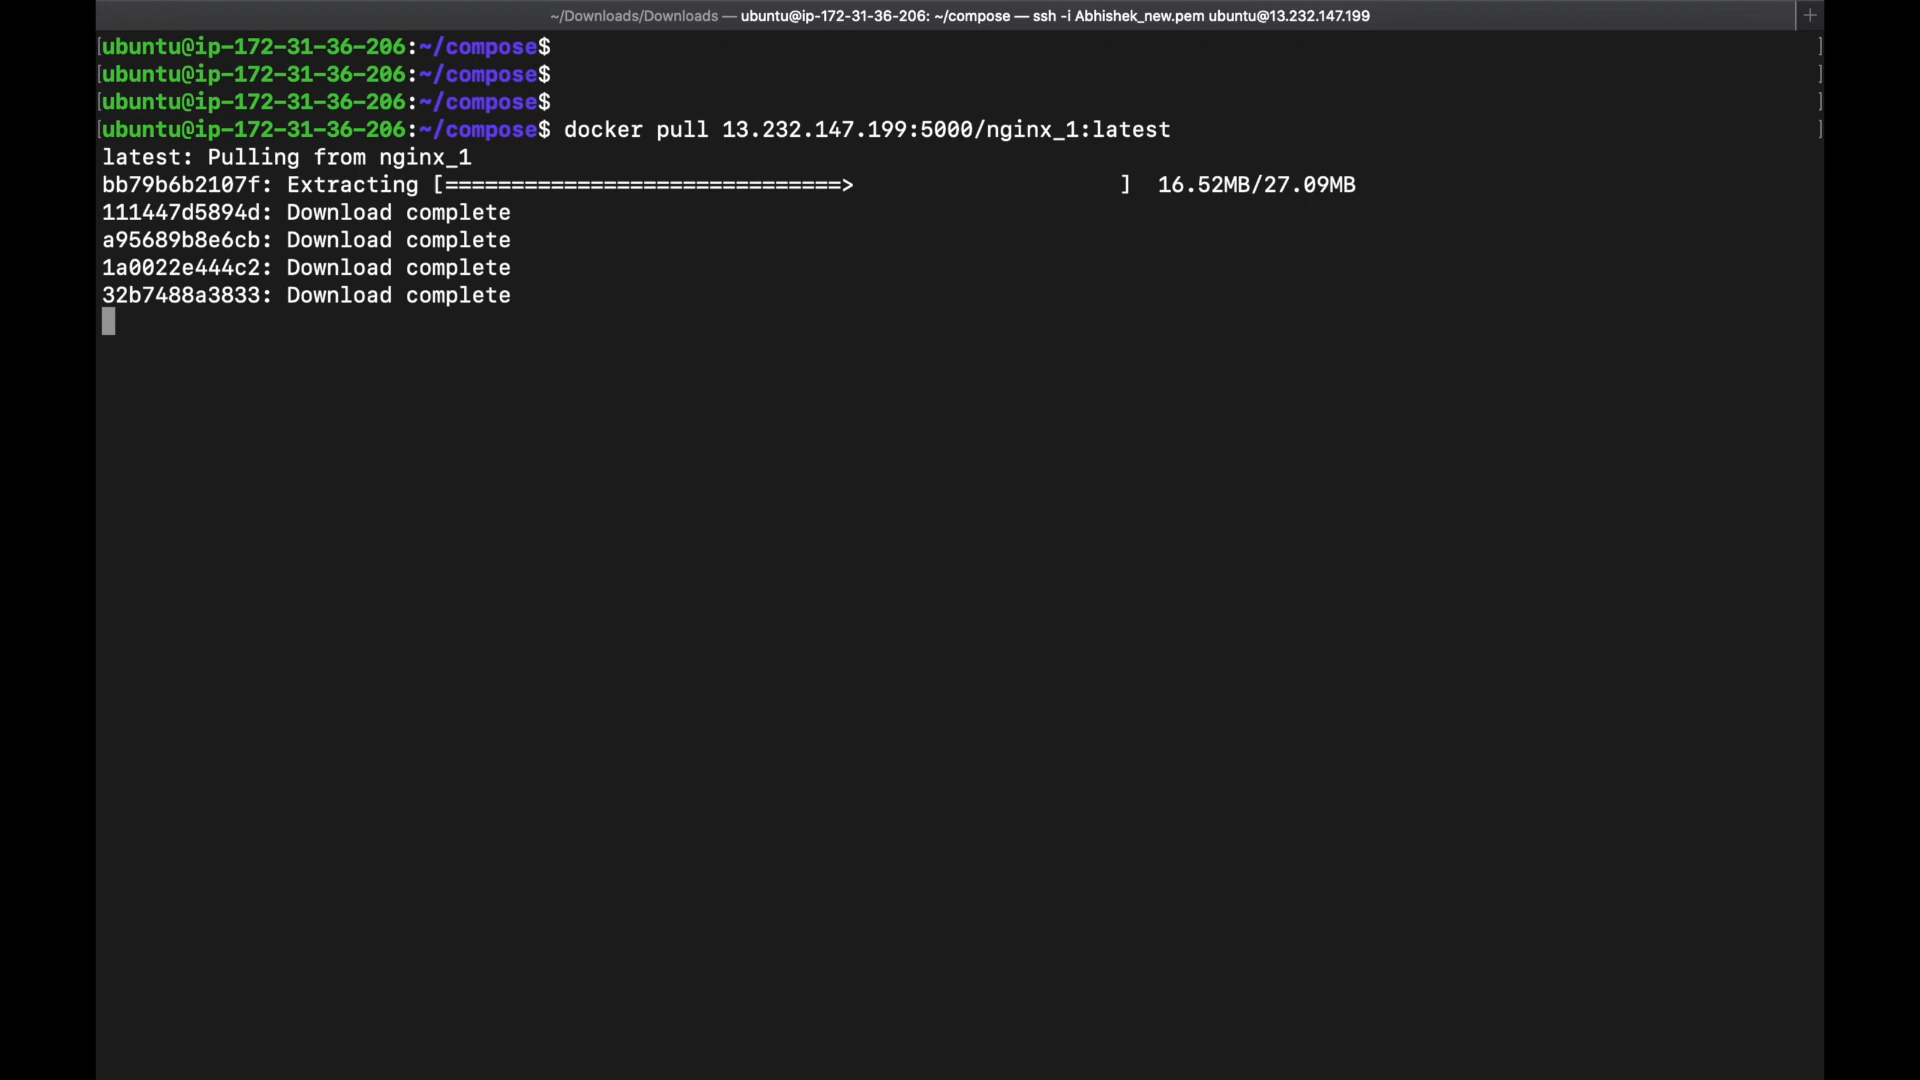 ~/Downloads/Downloads — ubuntu@ip-172-31-36-206: ~/compose — ssh -i Abhishek_new.pem ubuntu@13.232.147.199 +
[ubuntu@ip-172-31-36-206:~/compose$ ]
[ubuntu@ip-172-31-36-206:~/compose$ ]
[ubuntu@ip-172-31-36-206:~/compose$ ]
[ubuntu@ip-172-31-36-206:~/compose$ docker pull 13.232.147.199:5000/nginx_1:latest ]
latest: Pulling from nginx_1
bb79b6b2107f: Extracting [==============================> ] 16.52MB/27.09MB
111447d5894d: Download complete
a95689b8e6cb: Download complete
1a0022e444c2: Download complete
32b7488a3833: Download complete